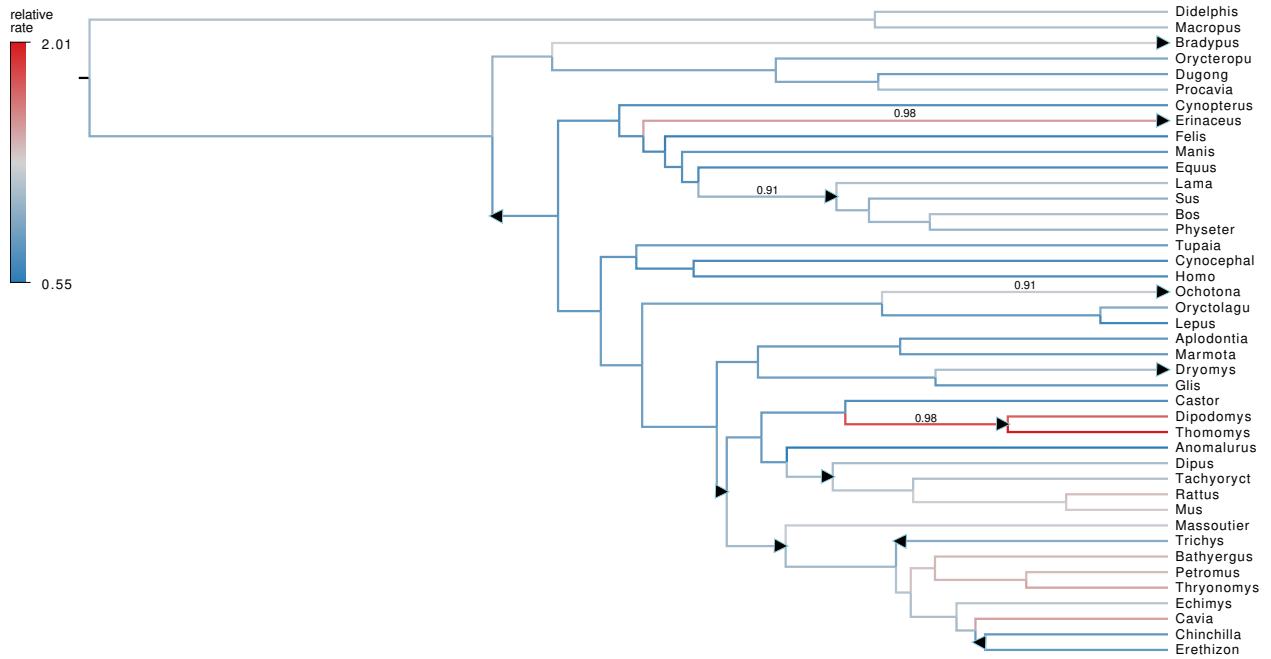 relative
rate
2.01
0.55
Didelphis
Macropus
Bradypus
Orycteropu
Dugong
Procavia
Cynopterus
0.98
Erinaceus
Felis
Manis
Equus
Lama
0.91
Sus
Bos
Physeter
Tupaia
Cynocephal
Homo
0.91
Ochotona
Oryctolagu
Lepus
Aplodontia
Marmota
Dryomys
Glis
Castor
0.98
Dipodomys
Thomomys
Anomalurus
Dipus
Tachyoryct
Rattus
Mus
Massoutier
Trichys
Bathyergus
Petromus
Thryonomys
Echimys
Cavia
Chinchilla
Erethizon